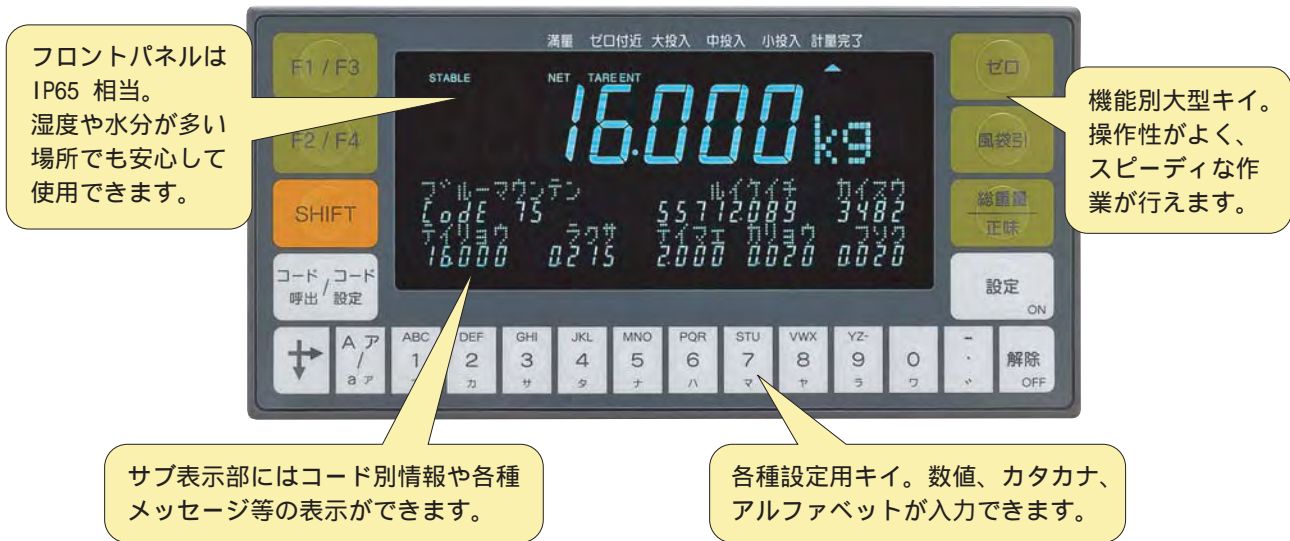 フロントパネルは
IP65 相当。
湿度や水分が多い
場所でも安心して
使用できます。
機能別大型キイ。
操作性がよく、
スピーディな作
業が行えます。
満量 ゼロ付近 大投入 中投入 小投入 計量完了
STABLE NET TARE ENT
16.000 kg
ブルーマウンテン ルイケイチ カイスウ
CodE 15 55712.089 3482
テイリョウ ラクサ テイマエ カリョウ フソク
16.000 0.215 2.000 0.020 0.020
F1 / F3
F2 / F4
SHIFT
コード呼出 / コード設定
ゼロ
風袋引
総重量
正味
設定
ON
A ア / a ァ
ABC 1
DEF 2 カ
GHI 3 サ
JKL 4 タ
MNO 5 ナ
PQR 6 ハ
STU 7 マ
VWX 8 ヤ
YZ- 9 ラ
0 ワ
解除
OFF
サブ表示部にはコード別情報や各種
メッセージ等の表示ができます。
各種設定用キイ。数値、カタカナ、
アルファベットが入力できます。